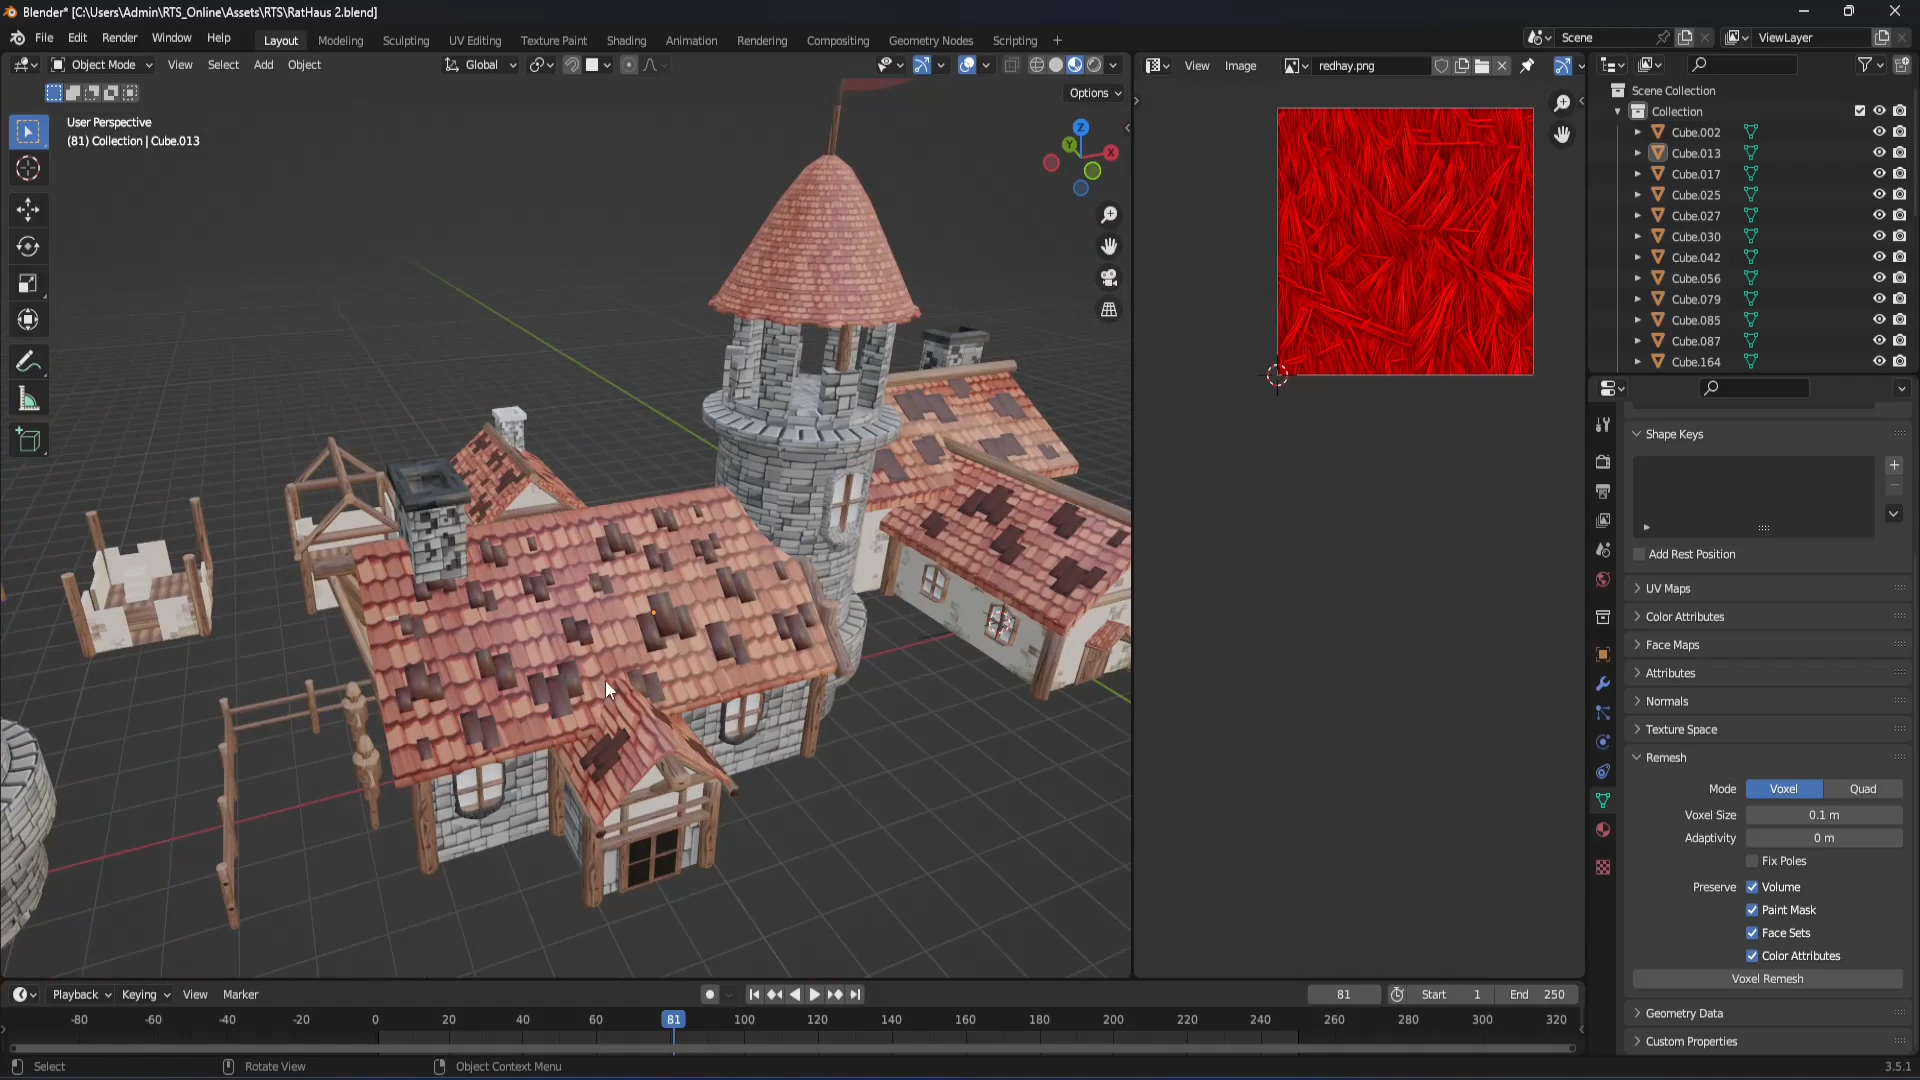 Blender* [C:\Users\Admin\RTS_Online\Assets\RTS\RatHaus 2.blend]
File Edit Render Window Help
Layout Modeling Sculpting UV Editing Texture Paint Shading Animation Rendering Compositing Geometry Nodes Scripting +
Scene
ViewLayer
Object Mode View Select Add Object
Global
Options
User Perspective
(81) Collection | Cube.013
Z
Y
X
View Image
redhay.png
Scene Collection
Collection
Cube.002
Cube.013
Cube.017
Cube.025
Cube.027
Cube.030
Cube.042
Cube.056
Cube.079
Cube.085
Cube.087
Cube.164
Shape Keys
Add Rest Position
UV Maps
Color Attributes
Face Maps
Attributes
Normals
Texture Space
Remesh
Mode Voxel Quad
Voxel Size 0.1 m
Adaptivity 0 m
Fix Poles
Preserve Volume
Paint Mask
Face Sets
Color Attributes
Voxel Remesh
Geometry Data
Custom Properties
Playback Keying View Marker
81 Start 1 End 250
-80 -60 -40 -20 0 20 40 60 81 100 120 140 160 180 200 220 240 260 280 300 320
Select Rotate View Object Context Menu
3.5.1